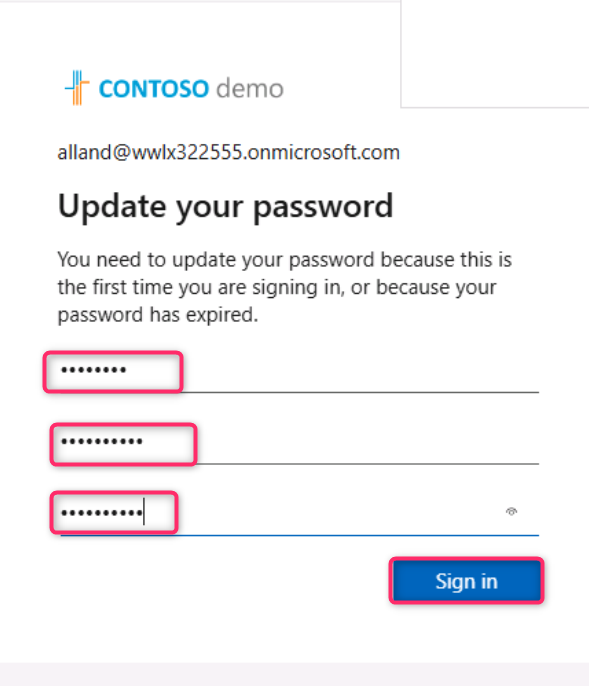 CONTOSO demo
alland@wwlx322555.onmicrosoft.com
Update your password
You need to update your password because this is
the first time you are signing in, or because your
password has expired.
••••••••
••••••••••
••••••••••
Sign in